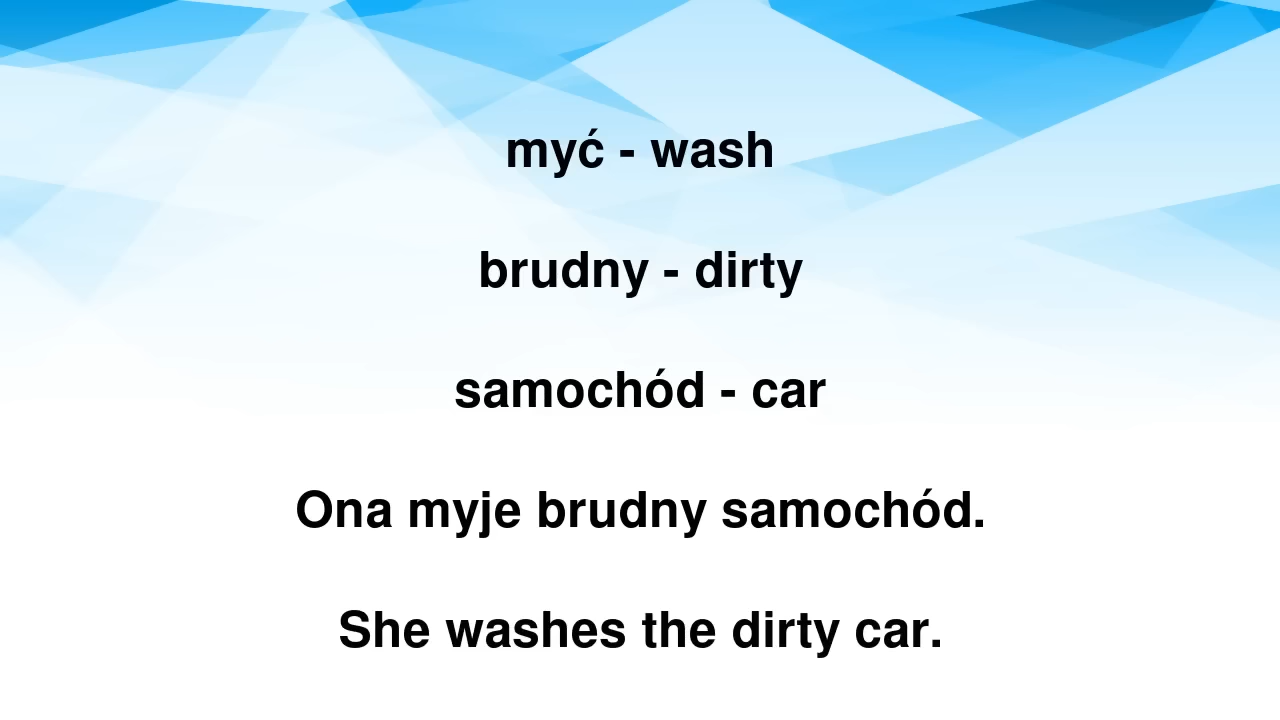 myć - wash
brudny - dirty
samochód - car
Ona myje brudny samochód.
She washes the dirty car.